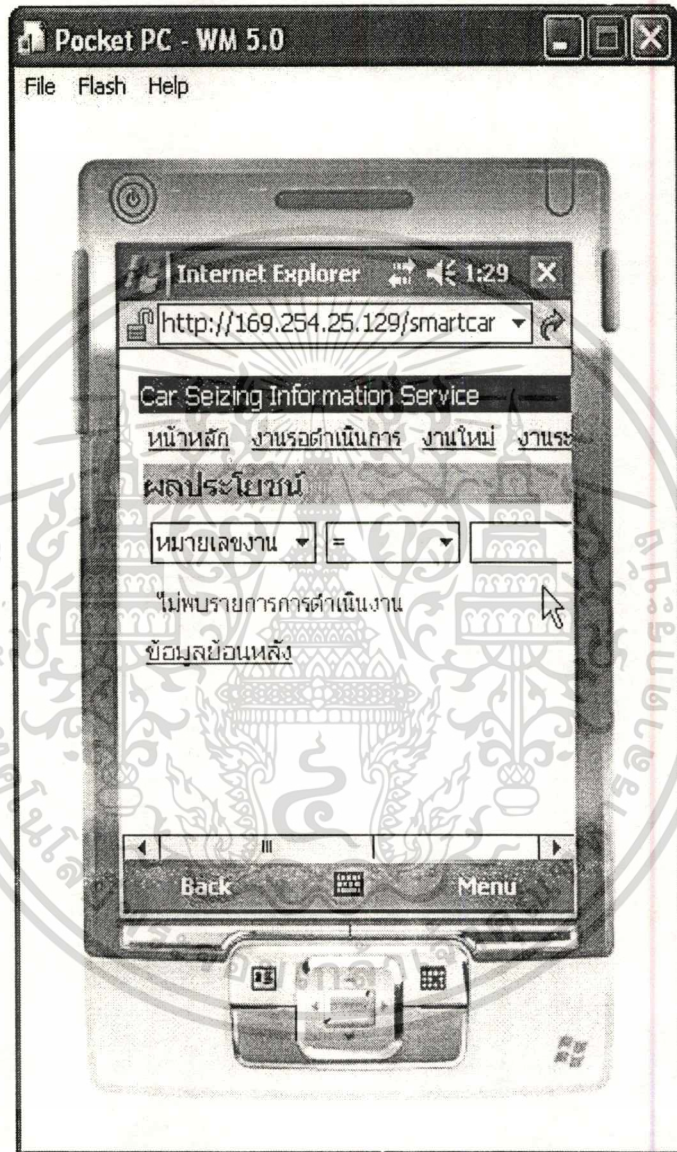 Pocket PC - WM 5.0
File Flash Help
Internet Explorer 1:29
http://169.254.25.129/smartcar
Car Seizing Information Service
หน้าหลัก งานรอดำเนินการ งานใหม่ งานระ
ผลประโยชน์
หมายเลขงาน =
ไม่พบรายการการดำเนินงาน
ข้อมูลย้อนหลัง
Back Menu